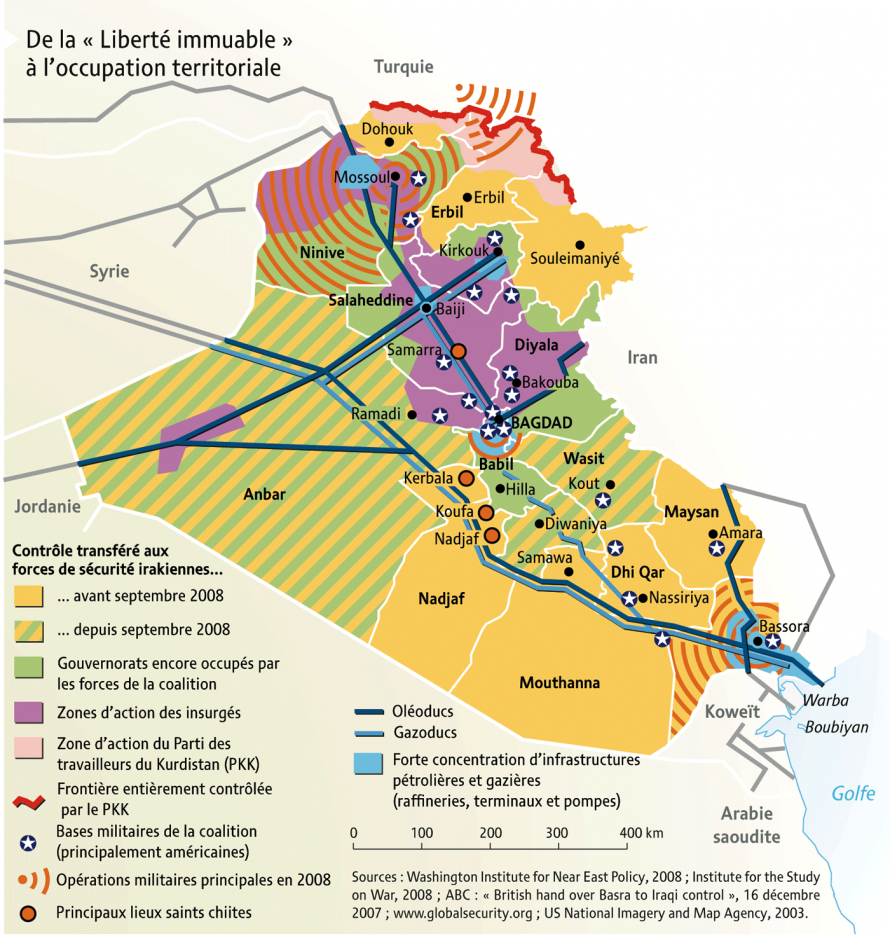 De la « Liberté immuable »
à l’occupation territoriale
Turquie
Dohouk
Mossoul
Erbil
Erbil
Ninive
Kirkouk
Souleimaniyé
Syrie
Salaheddine
Baiji
Samarra
Diyala
Iran
Bakouba
Ramadi
BAGDAD
Babil
Wasit
Kerbala
Kout
Anbar
Hilla
Jordanie
Koufa
Maysan
Diwaniya
Nadjaf
Amara
Samawa
Dhi Qar
Nadjaf
Nassiriya
Bassora
Mouthanna
Koweït
Warba
Boubiyan
Golfe
Arabie
saoudite
Contrôle transféré aux
forces de sécurité irakiennes...
... avant septembre 2008
... depuis septembre 2008
Gouvernorats encore occupés par
les forces de la coalition
Zones d’action des insurgés
Zone d’action du Parti des
travailleurs du Kurdistan (PKK)
Frontière entièrement contrôlée
par le PKK
Bases militaires de la coalition
(principalement américaines)
Opérations militaires principales en 2008
Principaux lieux saints chiites
Oléoducs
Gazoducs
Forte concentration d’infrastructures
pétrolières et gazières
(raffineries, terminaux et pompes)
0 100 200 300 400 km
Sources : Washington Institute for Near East Policy, 2008 ; Institute for the Study
on War, 2008 ; ABC : « British hand over Basra to Iraqi control », 16 décembre
2007 ; www.globalsecurity.org ; US National Imagery and Map Agency, 2003.